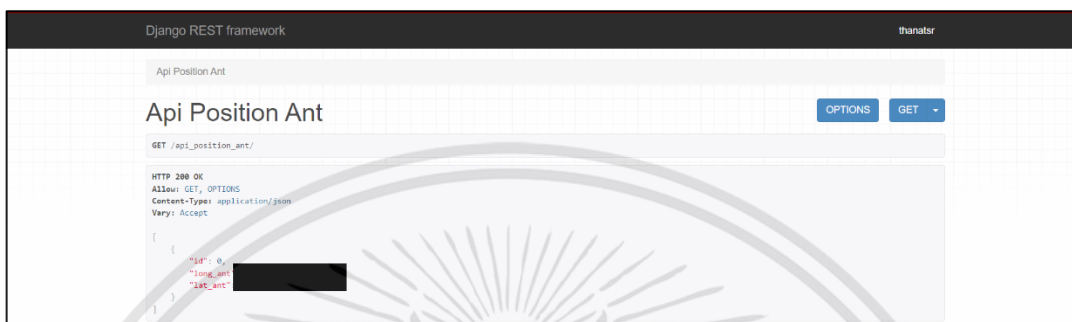 Django REST framework
thanatsr
Api Position Ant
Api Position Ant
OPTIONS
GET
GET /api_position_ant/
HTTP 200 OK
Allow: GET, OPTIONS
Content-Type: application/json
Vary: Accept
[
{
"id": 0,
"long_ant
"lat_ant"
}
]